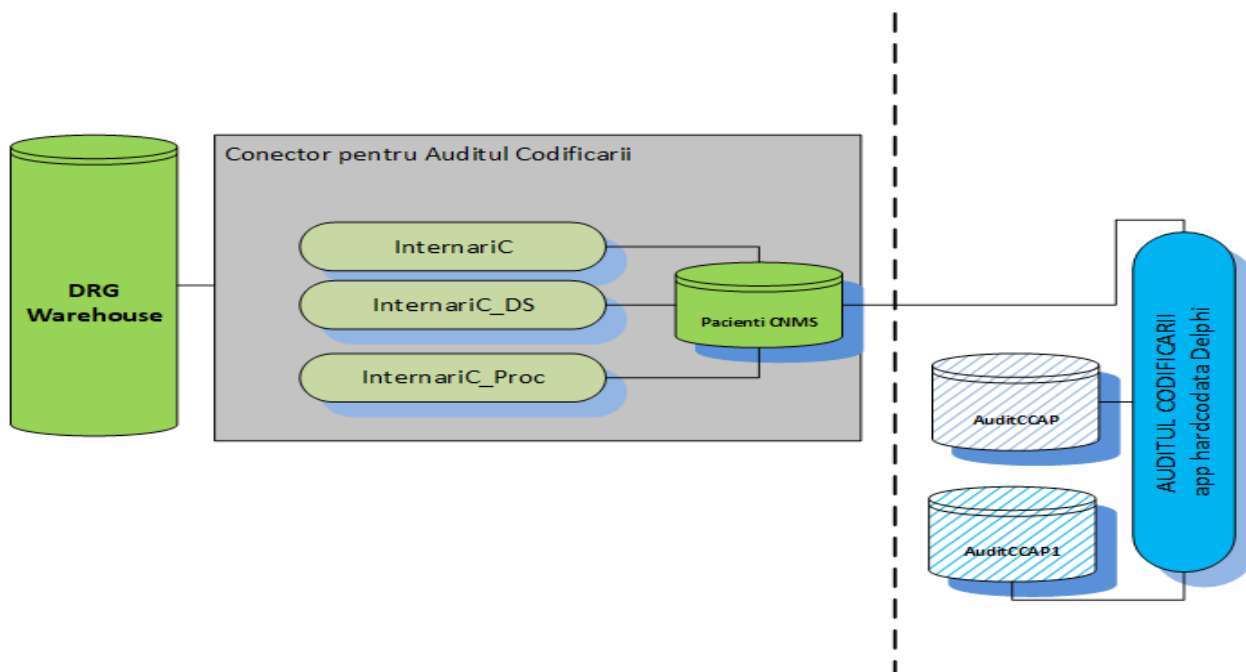 Conector pentru Auditul Codificarii
DRG
Warehouse
InternariC
InternariC_DS
InternariC_Proc
Pacienti CNMS
AuditCCAP
AuditCCAP1
AUDITUL CODIFICARII
app hardcodata Delphi